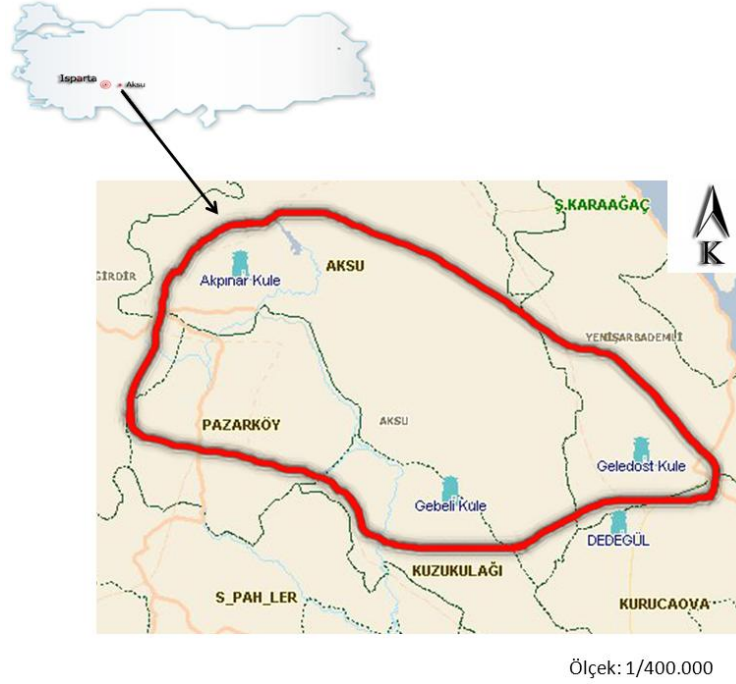 Isparta
Aksu
Ş.KARAAĞAÇ
K
AKSU
ĞİRDİR
Akpınar Kule
YENİŞARBADEMLİ
PAZARKÖY
AKSU
Geledost Kule
Gebeli Kule
DEDEGÜL
KUZUKULAĞI
S_PAH_LER
KURUCAOVA
Ölçek: 1/400.000